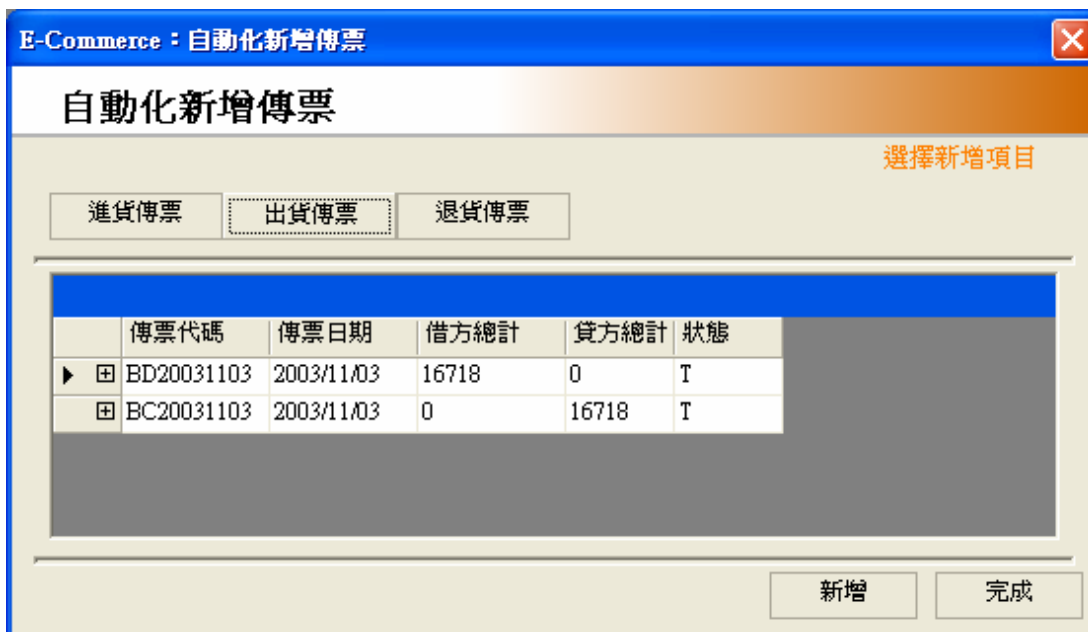 E-Commerce：自動化新增傳票
自動化新增傳票
選擇新增項目
進貨傳票 出貨傳票 退貨傳票
傳票代碼 傳票日期 借方總計 貸方總計 狀態
BD20031103 2003/11/03 16718 0 T
BC20031103 2003/11/03 0 16718 T
新增 完成